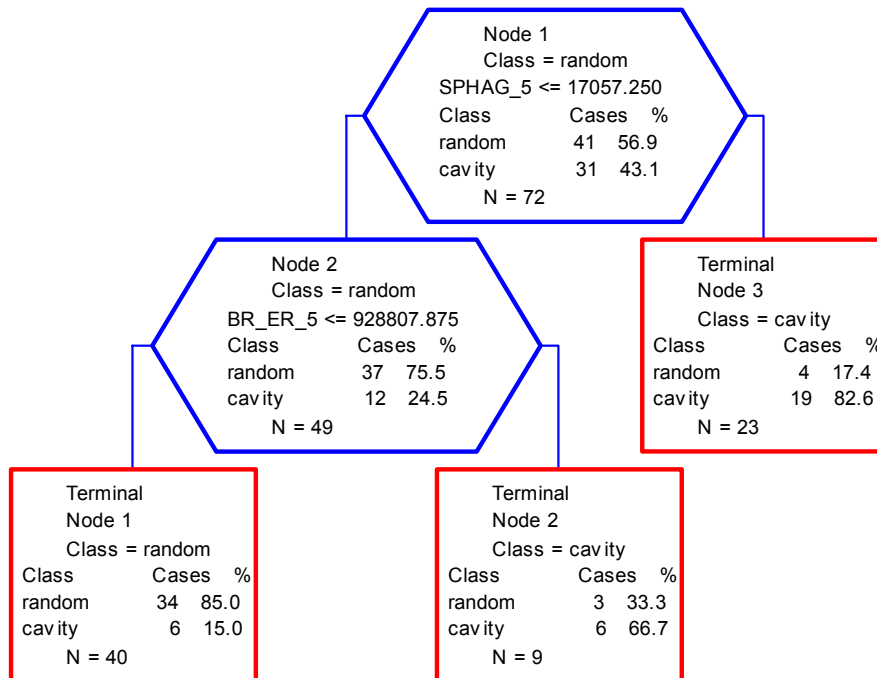 Node 1
Class = random
SPHAG_5 <= 17057.250
Class Cases %
random 41 56.9
cavity 31 43.1
N = 72
Node 2
Class = random
BR_ER_5 <= 928807.875
Class Cases %
random 37 75.5
cavity 12 24.5
N = 49
Terminal
Node 3
Class = cavity
Class Cases %
random 4 17.4
cavity 19 82.6
N = 23
Terminal
Node 1
Class = random
Class Cases %
random 34 85.0
cavity 6 15.0
N = 40
Terminal
Node 2
Class = cavity
Class Cases %
random 3 33.3
cavity 6 66.7
N = 9